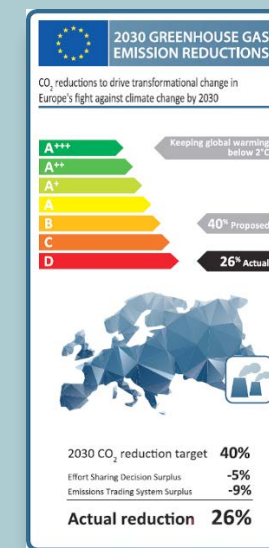 2030 GREENHOUSE GAS
EMISSION REDUCTIONS
CO2 reductions to drive transformational change in
Europe's fight against climate change by 2030
A+++
Keeping global warming
below 2°C
A++
A+
A
B
40% Proposed
C
D
26% Actual
2030 CO2 reduction target 40%
Effort Sharing Decision Surplus -5%
Emissions Trading System Surplus -9%
Actual reduction 26%